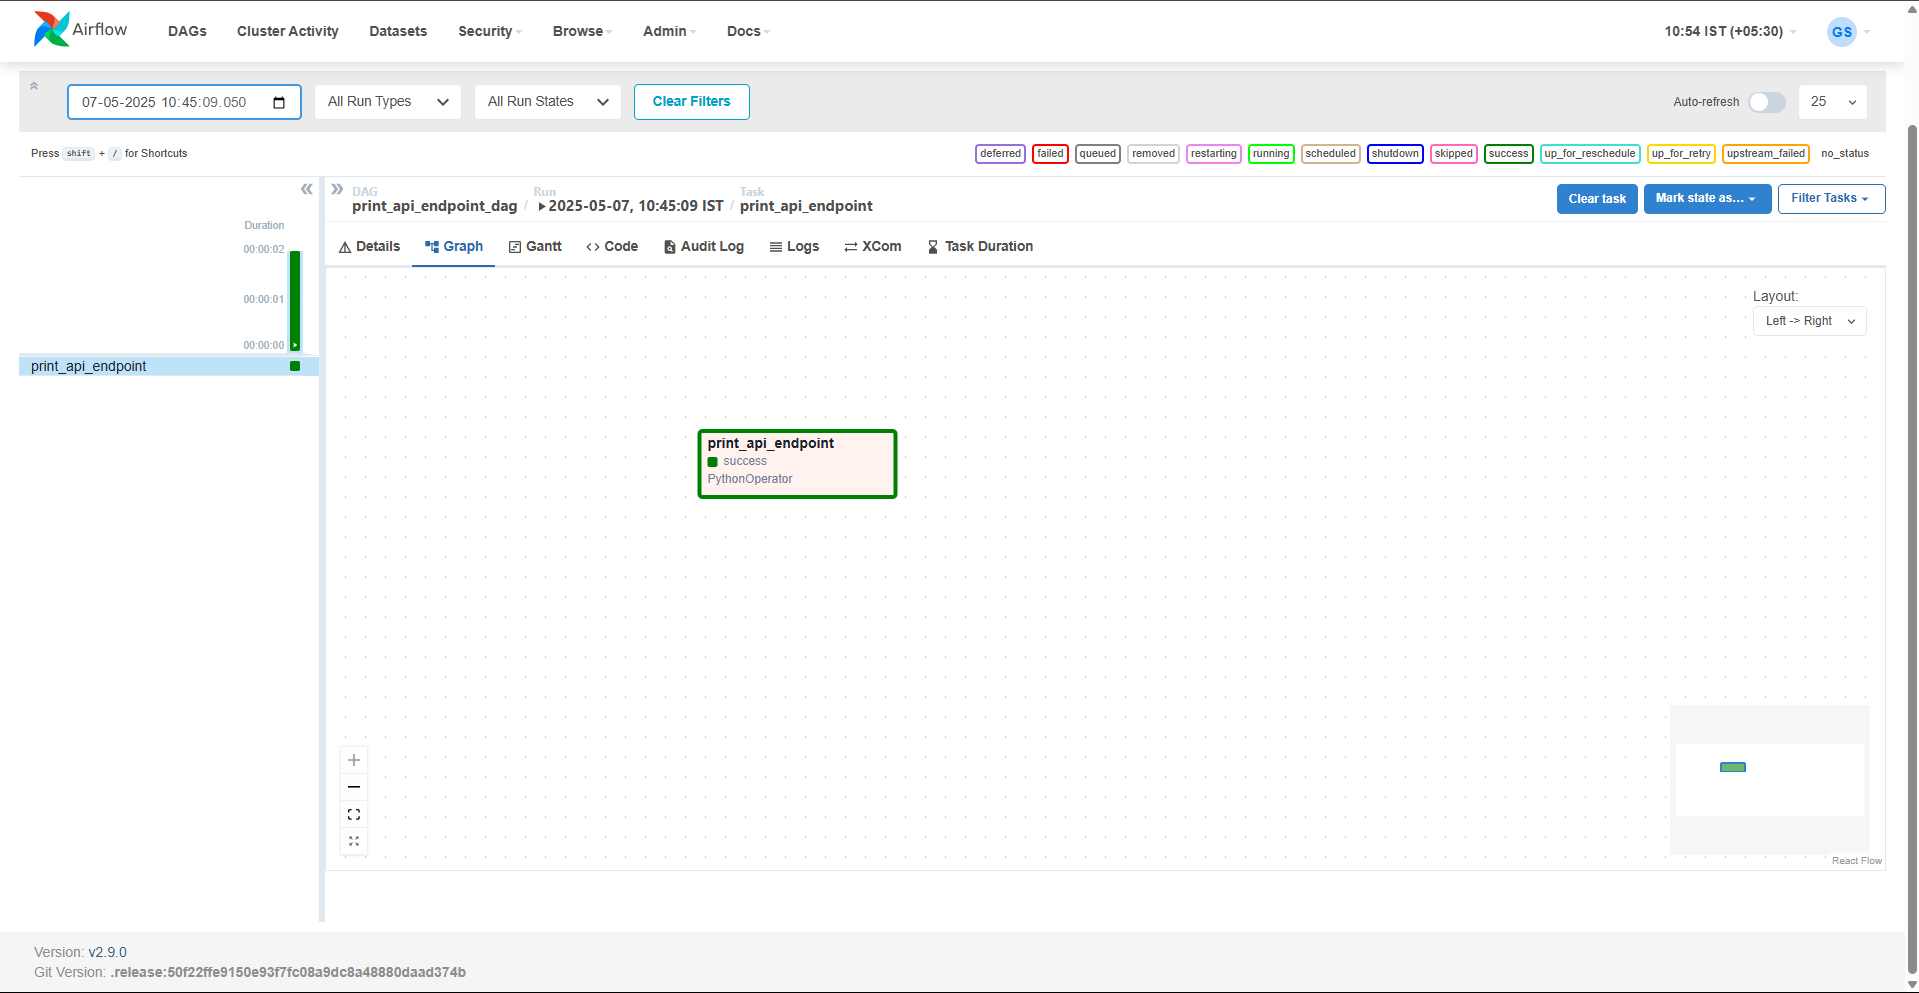 Airflow DAGs Cluster Activity Datasets Security Browse Admin Docs 10:54 IST (+05:30) GS
07-05-2025 10:45:09.050 All Run Types All Run States Clear Filters Auto-refresh 25
Press shift + / for Shortcuts deferred failed queued removed restarting running scheduled shutdown skipped success up_for_reschedule up_for_retry upstream_failed no_status
DAG Run Task
print_api_endpoint_dag / 2025-05-07, 10:45:09 IST / print_api_endpoint Clear task Mark state as... Filter Tasks
Duration
00:00:02
00:00:01
00:00:00
print_api_endpoint
Details Graph Gantt Code Audit Log Logs XCom Task Duration
Layout:
Left -> Right
print_api_endpoint
success
PythonOperator
React Flow
Version: v2.9.0
Git Version: .release:50f22ffe9150e93f7fc08a9dc8a48880daad374b